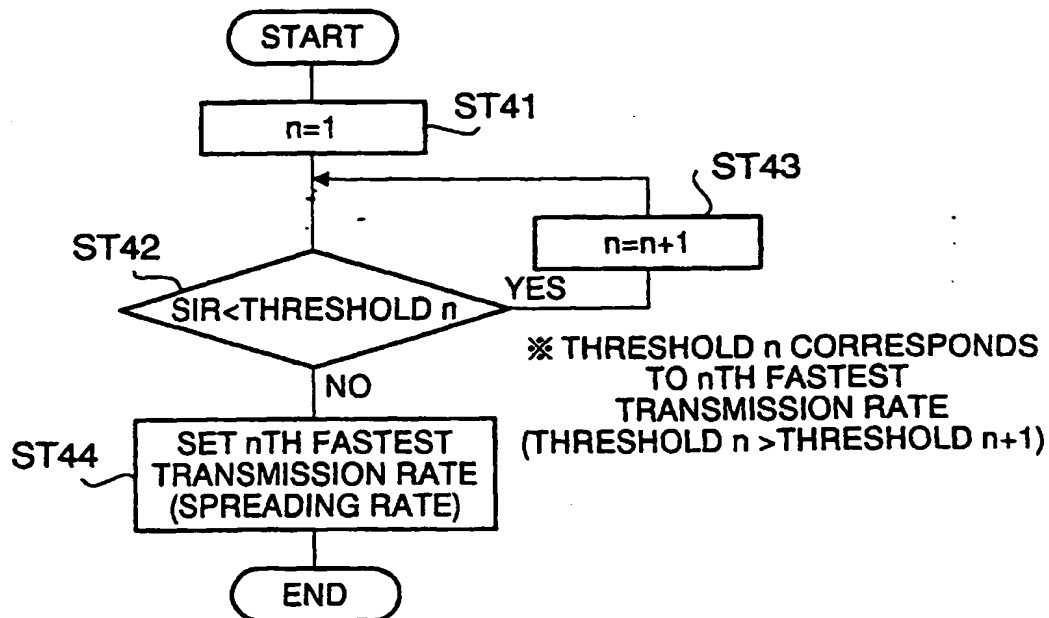 START
n=1
ST41
ST43
n=n+1
ST42
SIR<THRESHOLD n
YES
NO
※ THRESHOLD n CORRESPONDS
TO nTH FASTEST
TRANSMISSION RATE
(THRESHOLD n >THRESHOLD n+1)
ST44
SET nTH FASTEST
TRANSMISSION RATE
(SPREADING RATE)
END